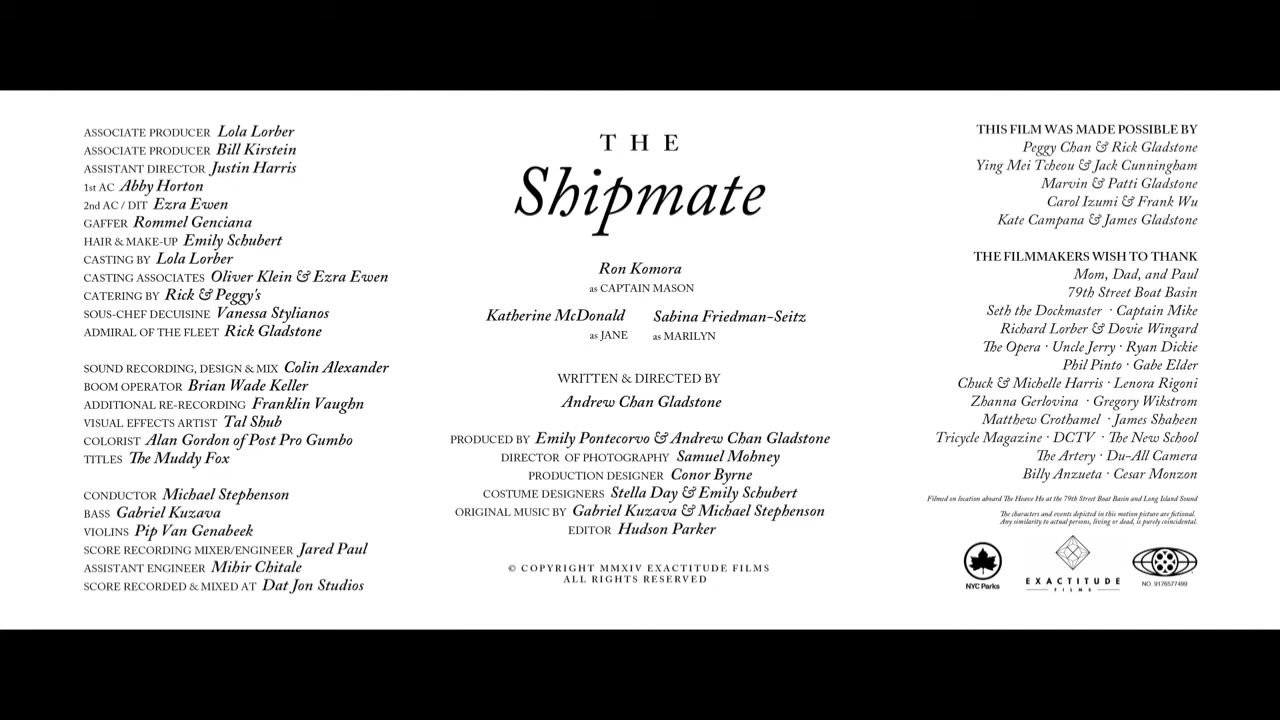 ASSOCIATE PRODUCER Lola Lorber
ASSOCIATE PRODUCER Bill Kirstein
ASSISTANT DIRECTOR Justin Harris
1st AC Abby Horton
2nd AC / DIT Ezra Ewen
GAFFER Rommel Genciana
HAIR & MAKE-UP Emily Schubert
CASTING BY Lola Lorber
CASTING ASSOCIATES Oliver Klein & Ezra Ewen
CATERING BY Rick & Peggy's
SOUS-CHEF DECUISINE Vanessa Stylianos
ADMIRAL OF THE FLEET Rick Gladstone
SOUND RECORDING, DESIGN & MIX Colin Alexander
BOOM OPERATOR Brian Wade Keller
ADDITIONAL RE-RECORDING Franklin Vaughn
VISUAL EFFECTS ARTIST Tal Shub
COLORIST Alan Gordon of Post Pro Gumbo
TITLES The Muddy Fox
CONDUCTOR Michael Stephenson
BASS Gabriel Kuzava
VIOLINS Pip Van Genabeek
SCORE RECORDING MIXER/ENGINEER Jared Paul
ASSISTANT ENGINEER Mihir Chitale
SCORE RECORDED & MIXED AT Dat Jon Studios
THE
Shipmate
Ron Komora
as CAPTAIN MASON
Katherine McDonald Sabina Friedman-Seitz
as JANE as MARILYN
WRITTEN & DIRECTED BY
Andrew Chan Gladstone
PRODUCED BY Emily Pontecorvo & Andrew Chan Gladstone
DIRECTOR OF PHOTOGRAPHY Samuel Mohney
PRODUCTION DESIGNER Conor Byrne
COSTUME DESIGNERS Stella Day & Emily Schubert
ORIGINAL MUSIC BY Gabriel Kuzava & Michael Stephenson
EDITOR Hudson Parker
© COPYRIGHT MMXIV EXACTITUDE FILMS
ALL RIGHTS RESERVED
THIS FILM WAS MADE POSSIBLE BY
Peggy Chan & Rick Gladstone
Ying Mei Tcheou & Jack Cunningham
Marvin & Patti Gladstone
Carol Izumi & Frank Wu
Kate Campana & James Gladstone
THE FILMMAKERS WISH TO THANK
Mom, Dad, and Paul
79th Street Boat Basin
Seth the Dockmaster · Captain Mike
Richard Lorber & Dovie Wingard
The Opera · Uncle Jerry · Ryan Dickie
Phil Pinto · Gabe Elder
Chuck & Michelle Harris · Lenora Rigoni
Zhanna Gerlovina · Gregory Wikstrom
Matthew Crothamel · James Shaheen
Tricycle Magazine · DCTV · The New School
The Artery · Du-All Camera
Billy Anzueta · Cesar Monzon
Filmed on location aboard The Heave Ho at the 79th Street Boat Basin and Long Island Sound
The characters and events depicted in this motion picture are fictional.
Any similarity to actual persons, living or dead, is purely coincidental.
NYC Parks
EXACTITUDE
FILMS
NO. 9176577499